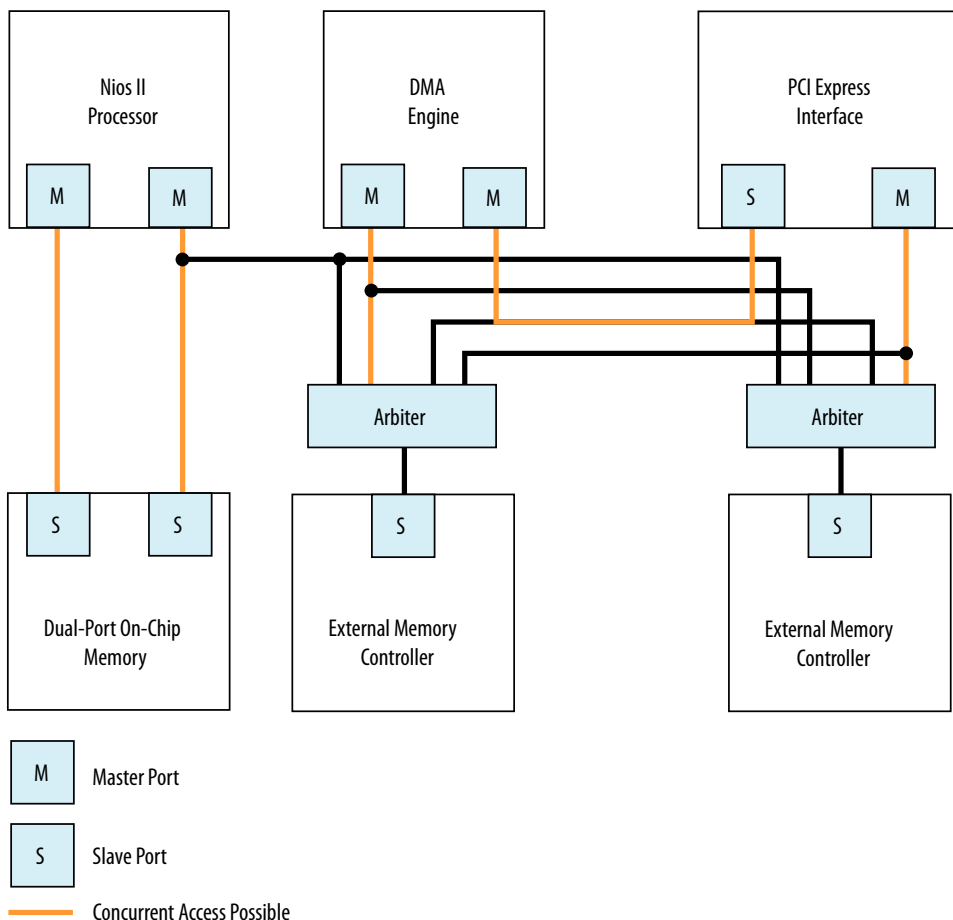 Nios II
Processor
DMA
Engine
PCI Express
Interface
M
M
M
M
S
M
Arbiter
Arbiter
S
S
S
S
Dual-Port On-Chip
Memory
External Memory
Controller
External Memory
Controller
M
Master Port
S
Slave Port
Concurrent Access Possible